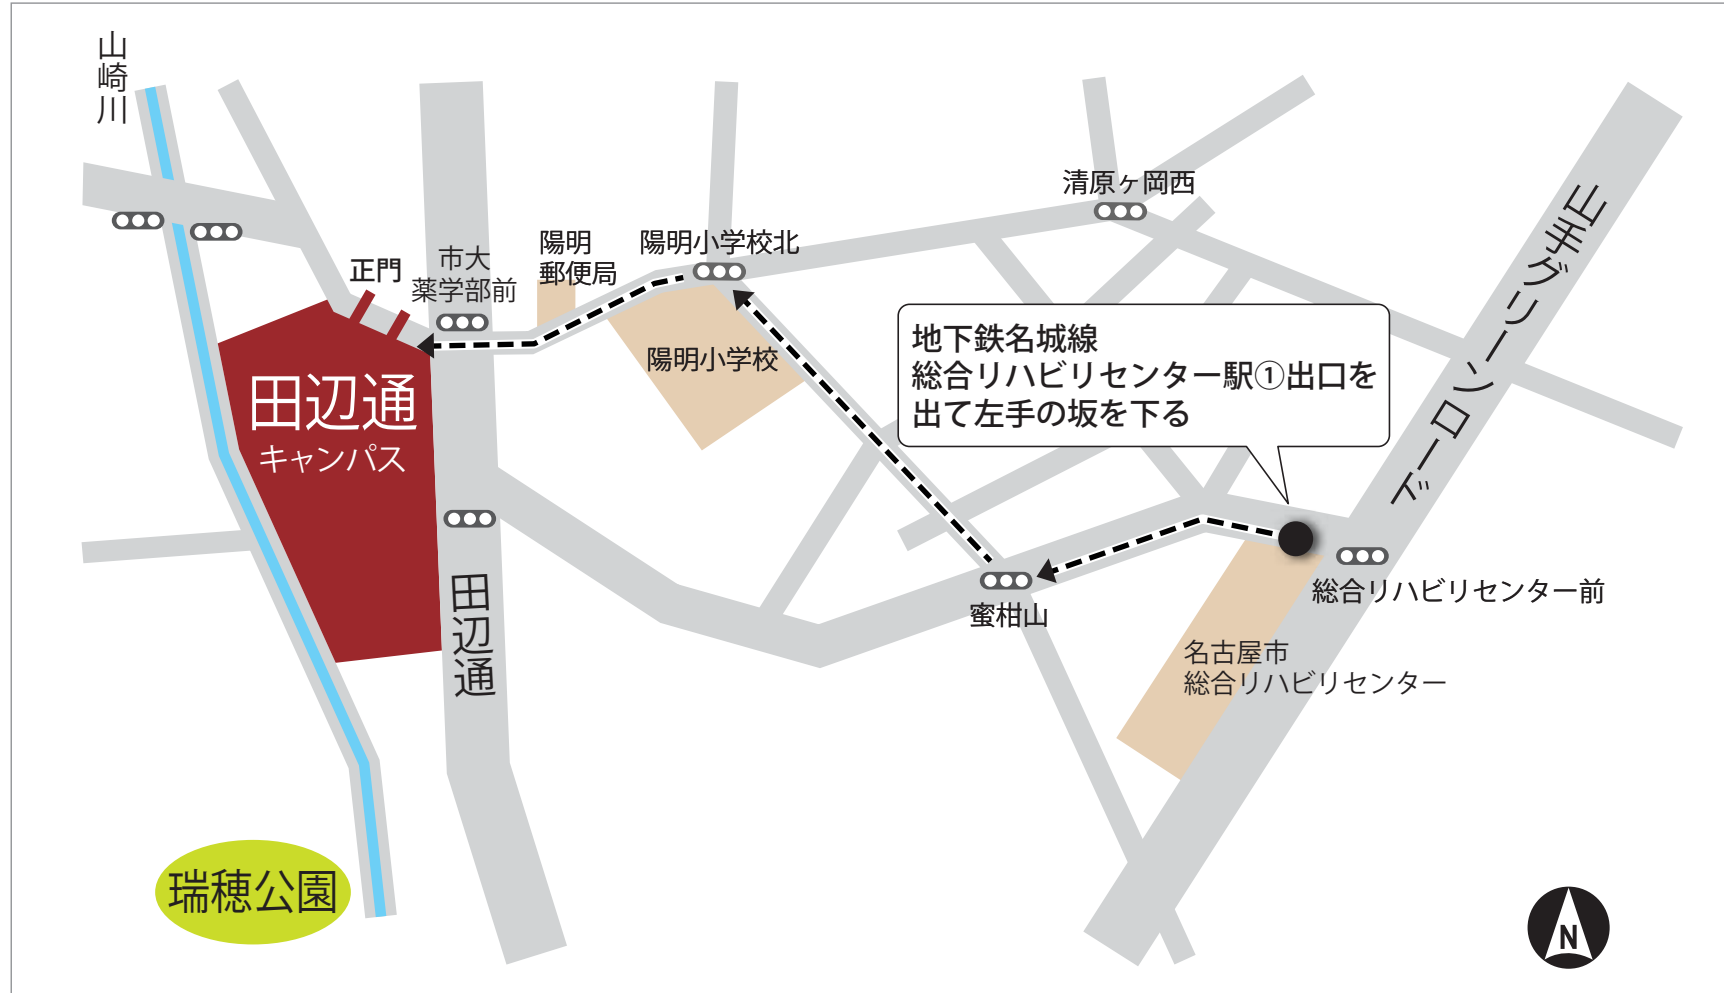 山崎川
清原ヶ岡西
山手グリーンロード
陽明
郵便局
陽明小学校北
市大
薬学部前
正門
地下鉄名城線
総合リハビリセンター駅①出口を
出て左手の坂を下る
陽明小学校
田辺通
キャンパス
田辺通
蜜柑山
総合リハビリセンター前
名古屋市
総合リハビリセンター
瑞穂公園
N